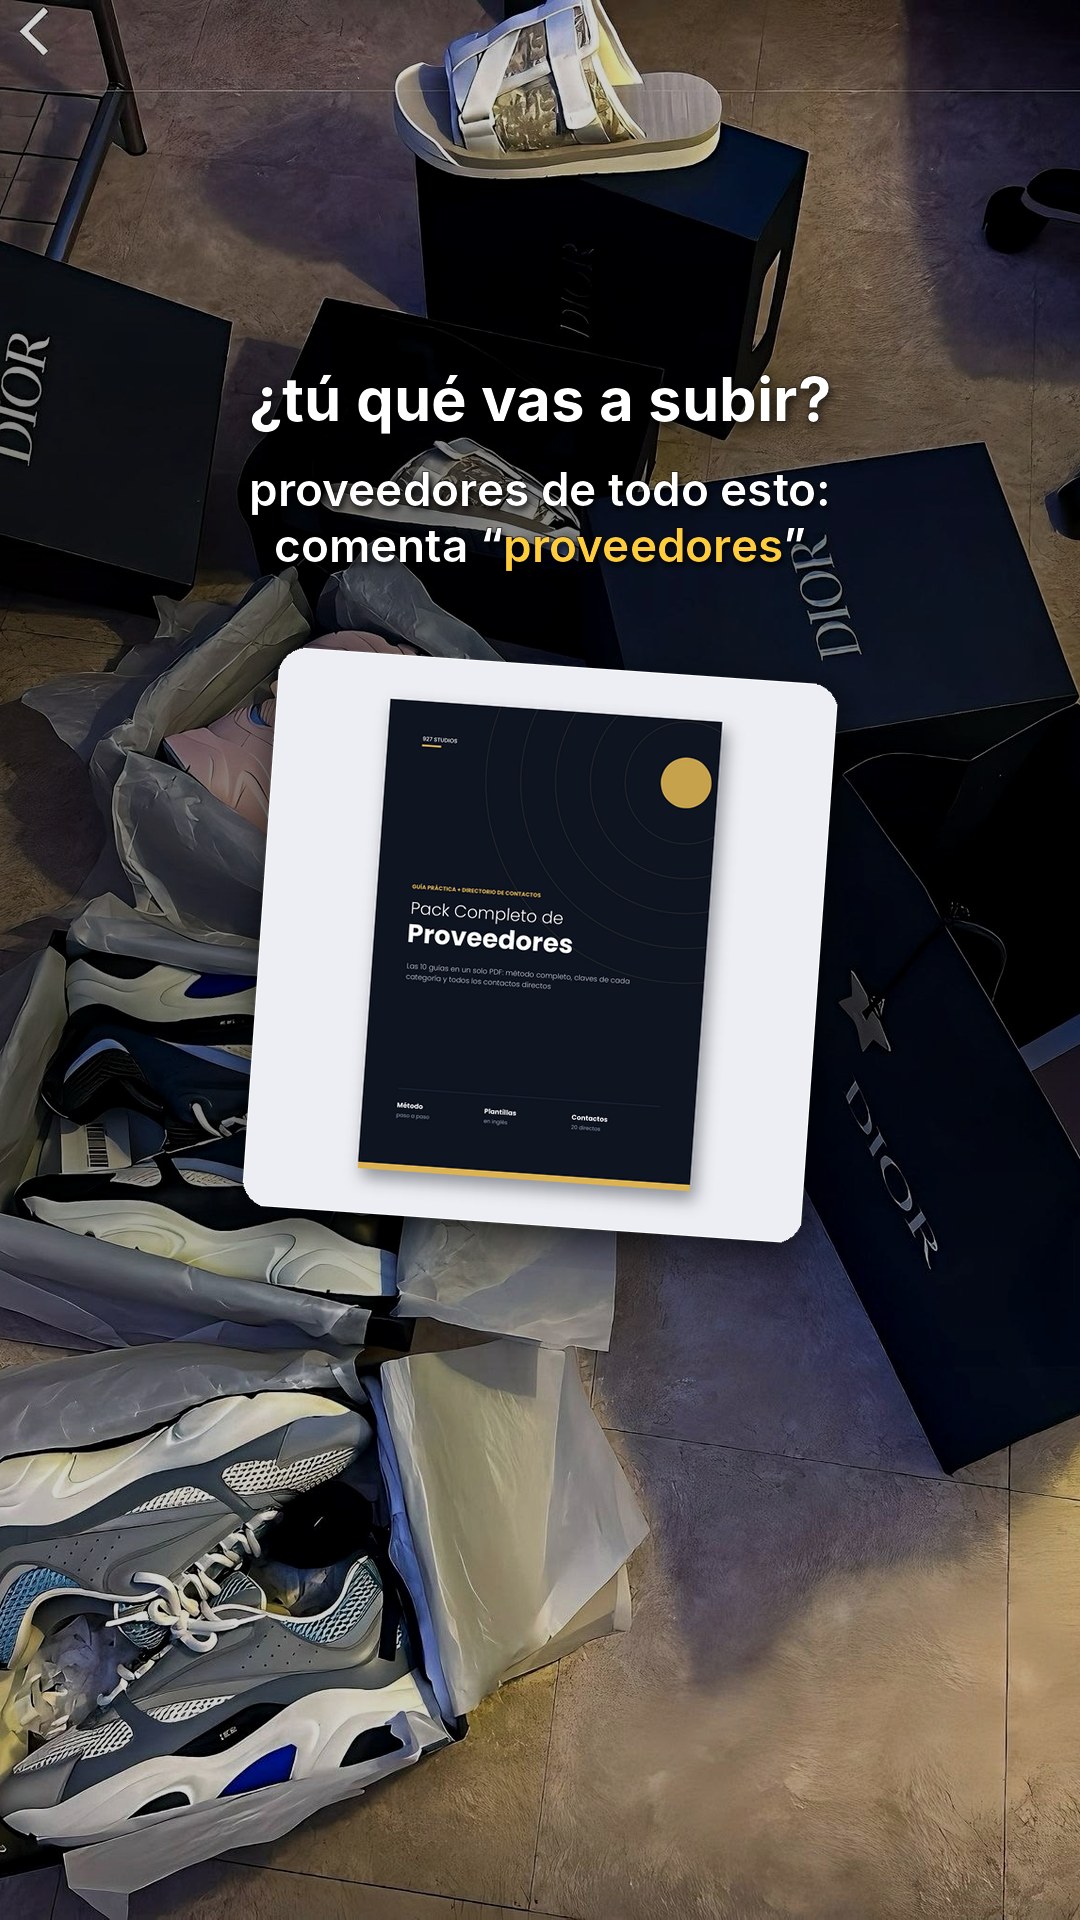 DIOR
DIOR
¿tú qué vas a subir?
proveedores de todo esto:
comenta “proveedores”
DIOR
927 STUDIOS
GUÍA PRÁCTICA + DIRECTORIO DE CONTACTOS
Pack Completo de
Proveedores
Las 10 guías en un solo PDF: método completo, claves de cada
categoría y todos los contactos directos
Método
paso a paso
Plantillas
en inglés
Contactos
20 directos
DIOR